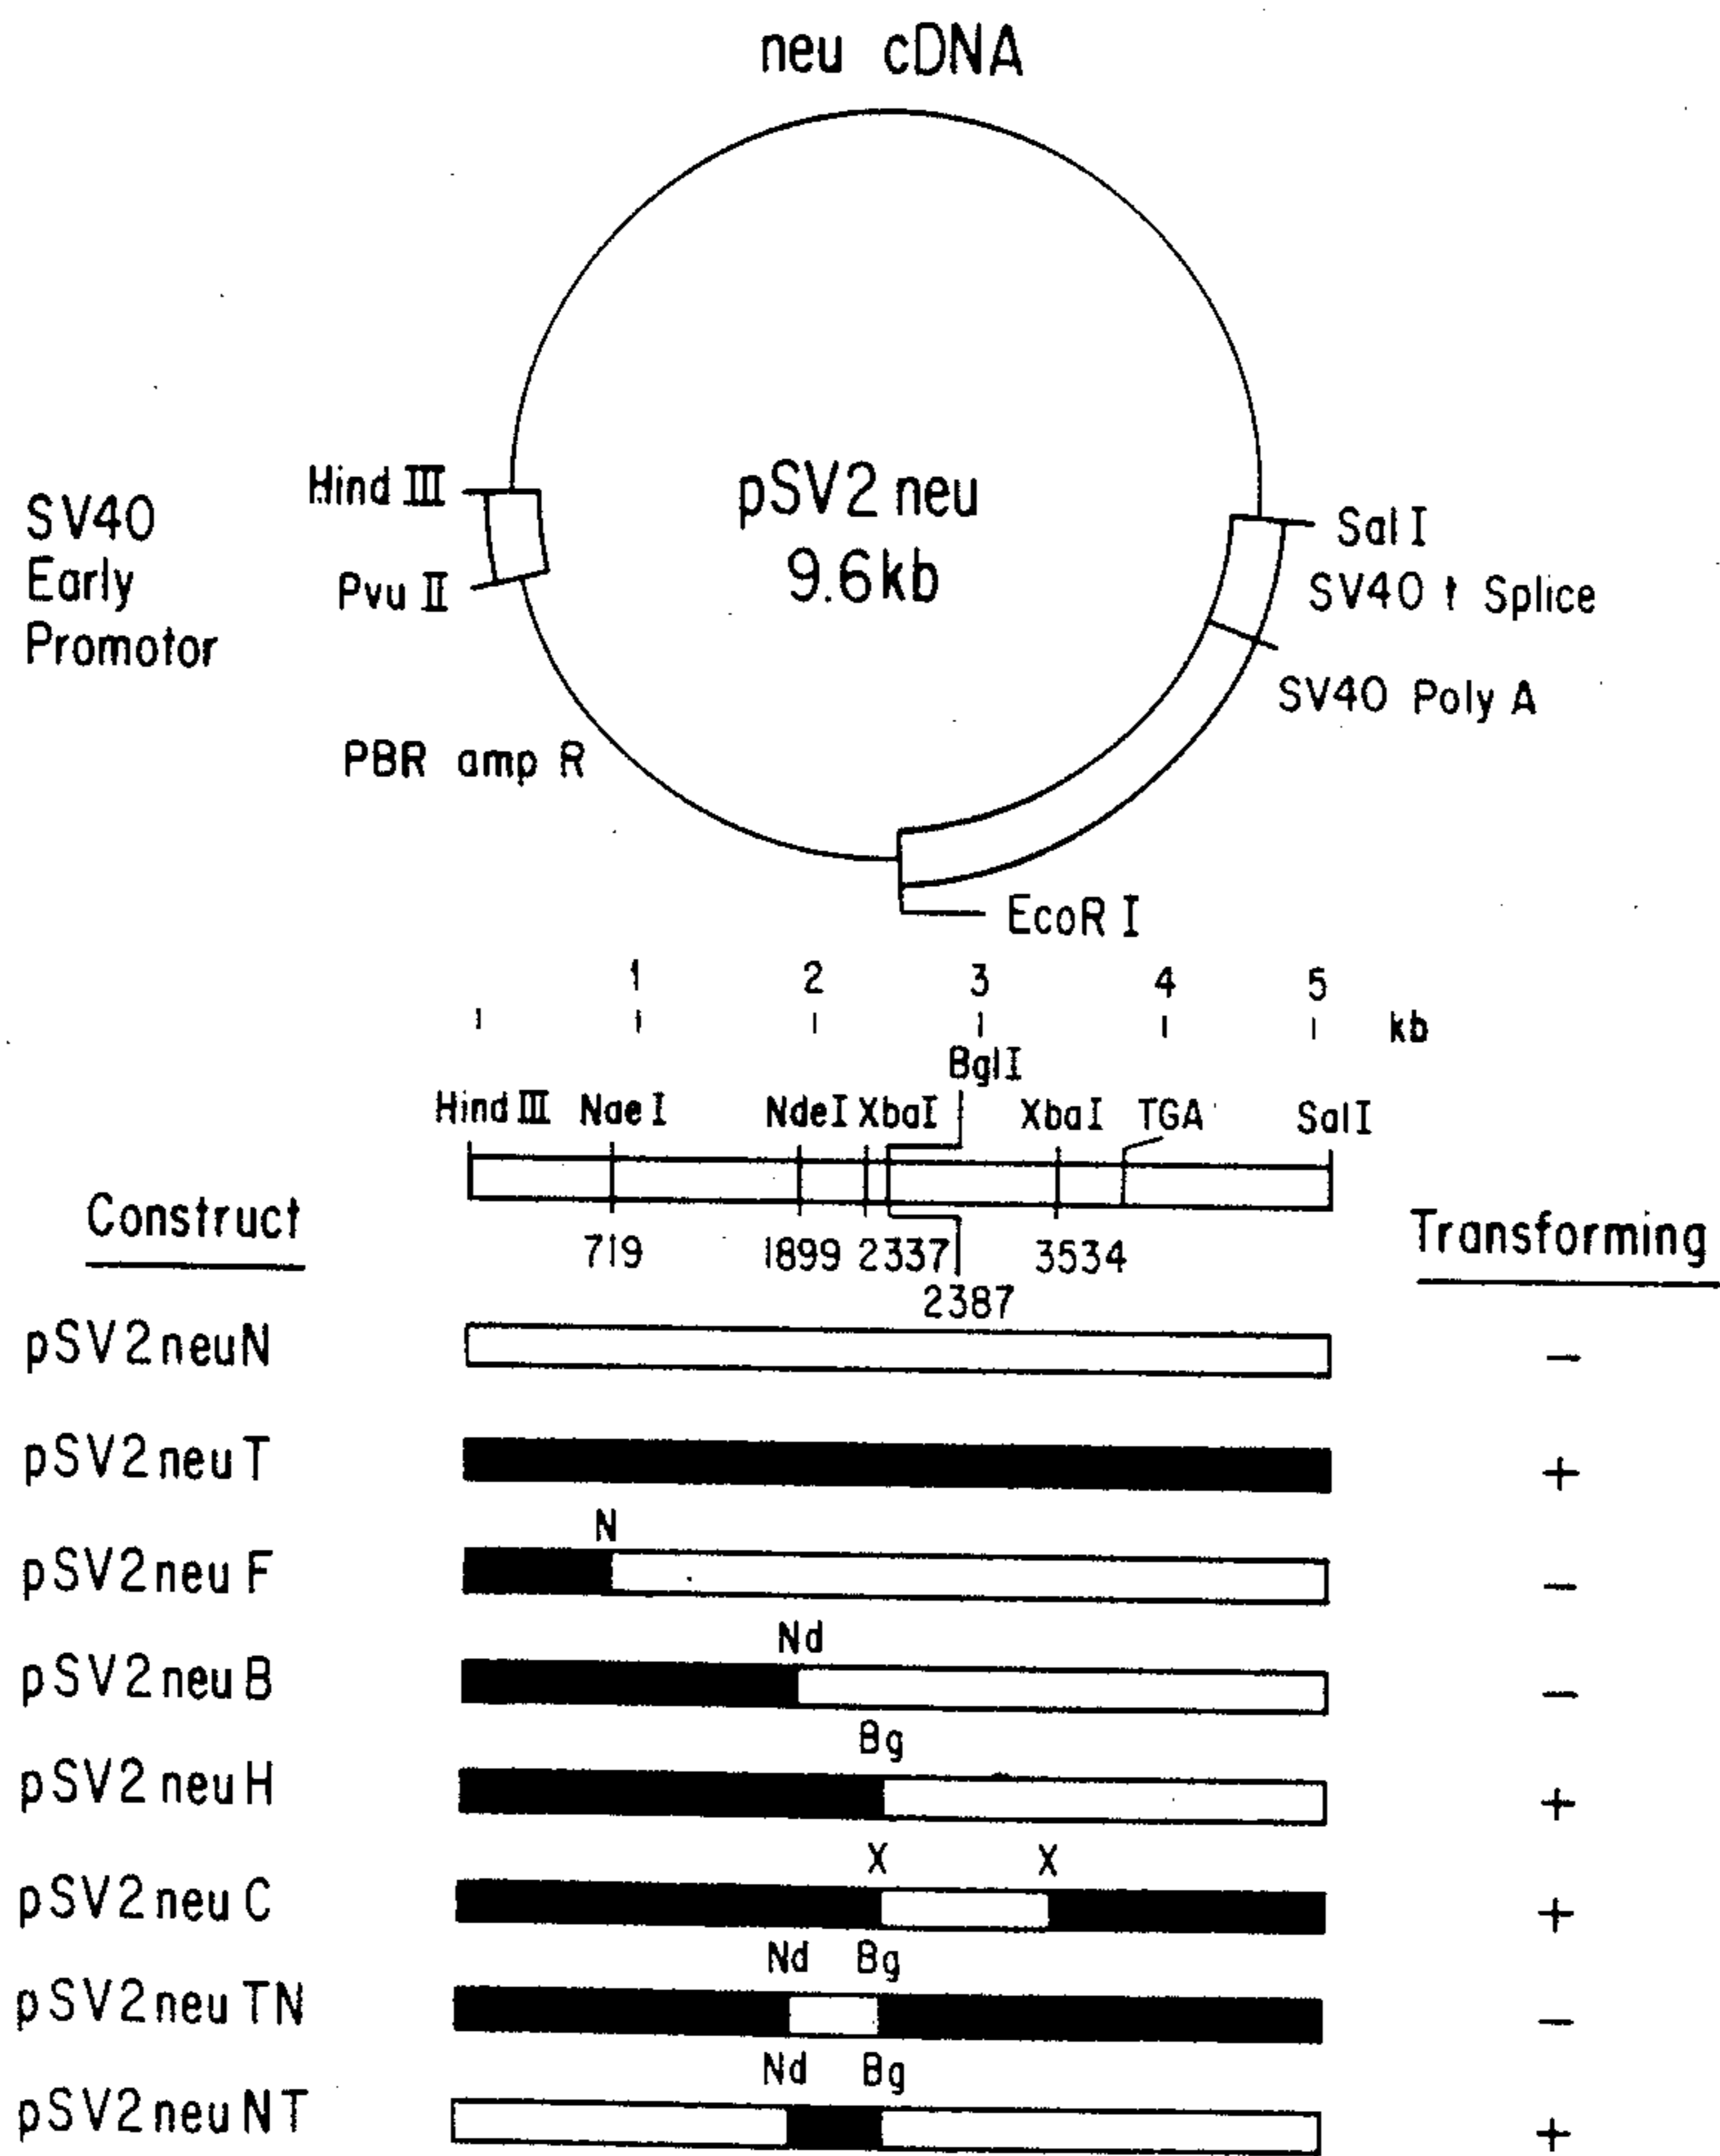 neu cDNA
Hind III
pSV2 neu
9.6kb
SV40
Early
Promotor
Pvu II
Sal I
SV40 t Splice
SV40 Poly A
PBR amp R
EcoR I
1 2 3 4 5
kb
BglI
Hind III NaeI NdeI XbaI XbaI TGA SalI
Construct
719 1899 2337 3534
2387
Transforming
pSV2neuN −
pSV2neuT +
N
pSV2neuF −
Nd
pSV2neuB −
Bg
pSV2neuH +
X X
pSV2neuC +
Nd Bg
pSV2neuTN −
Nd Bg
pSV2neuNT +